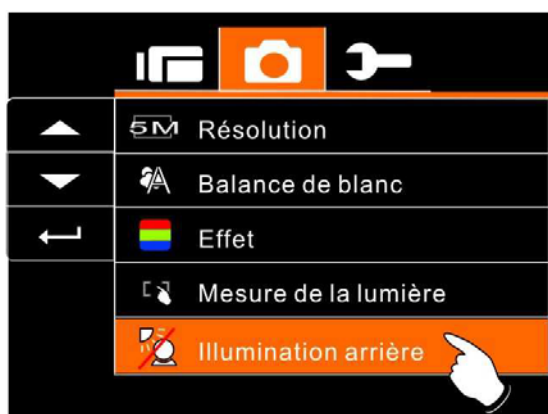 5M Résolution
Balance de blanc
Effet
Mesure de la lumière
Illumination arrière